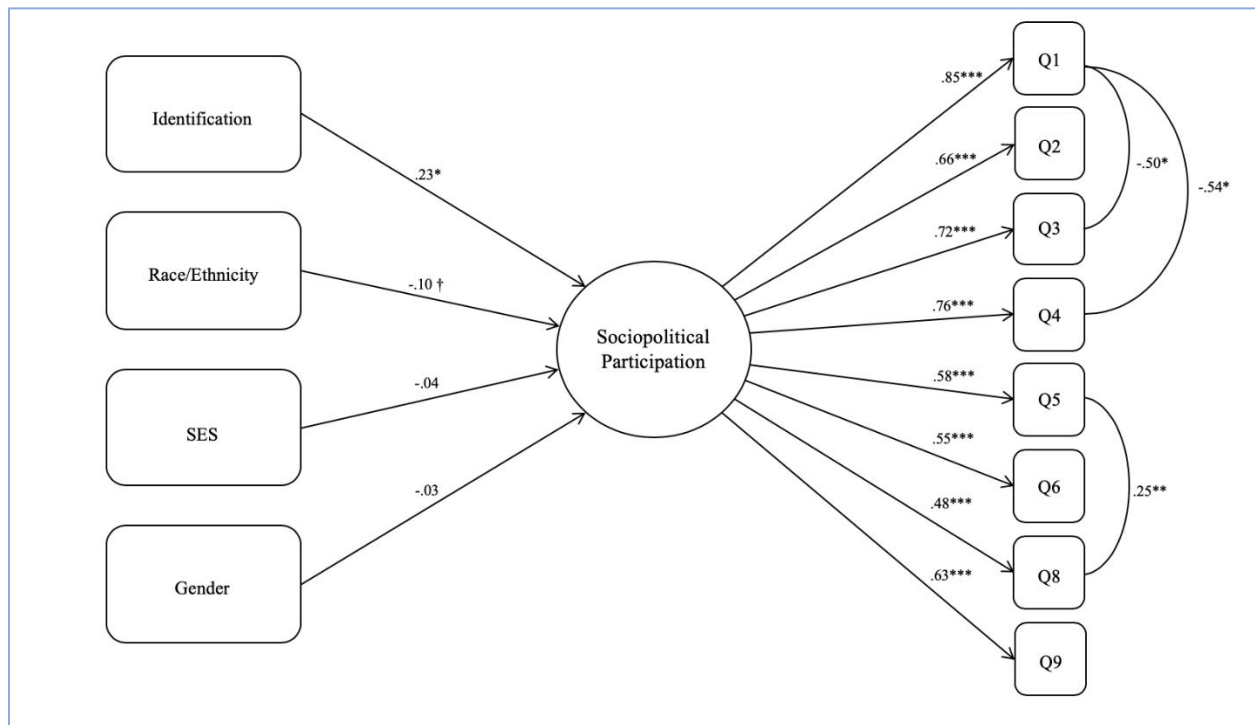 Identification
Race/Ethnicity
SES
Gender
.23*
-.10 †
-.04
-.03
Sociopolitical
Participation
.85***
.66***
.72***
.76***
.58***
.55***
.48***
.63***
Q1
Q2
Q3
Q4
Q5
Q6
Q8
Q9
-.50*
-.54*
.25**